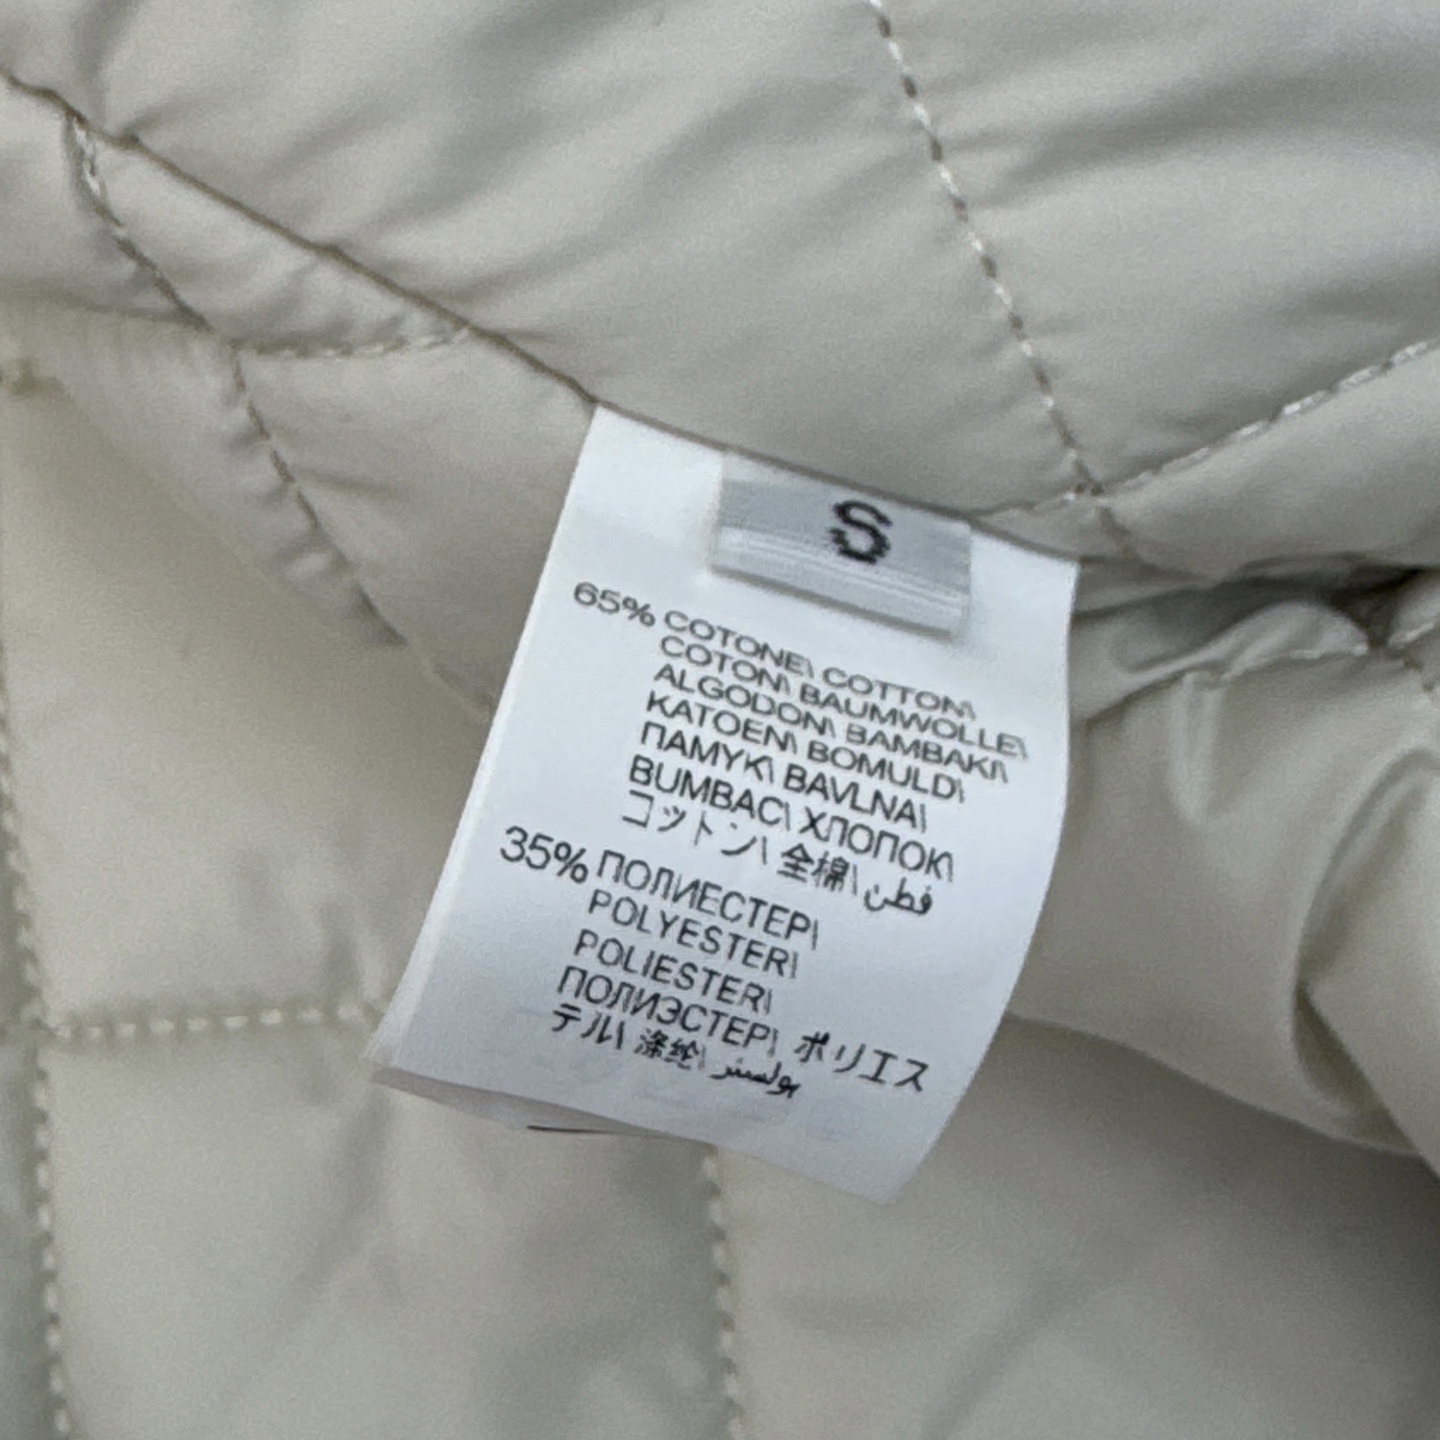 S
65% COTONE\ COTTON\
COTON\ BAUMWOLLE\
ALGODON\ BAMBAKI\
KATOEN\ BOMULD\
ПАМУК\ BAVLNA\
BUMBAC\ ХЛОПОК\
コットン\ 全棉\ قطن
35% ПОЛИЕСТЕР\
POLYESTER\
POLIESTER\
ПОЛИЭСТЕР\ ポリエス
テル\ 涤纶\ بوليستر